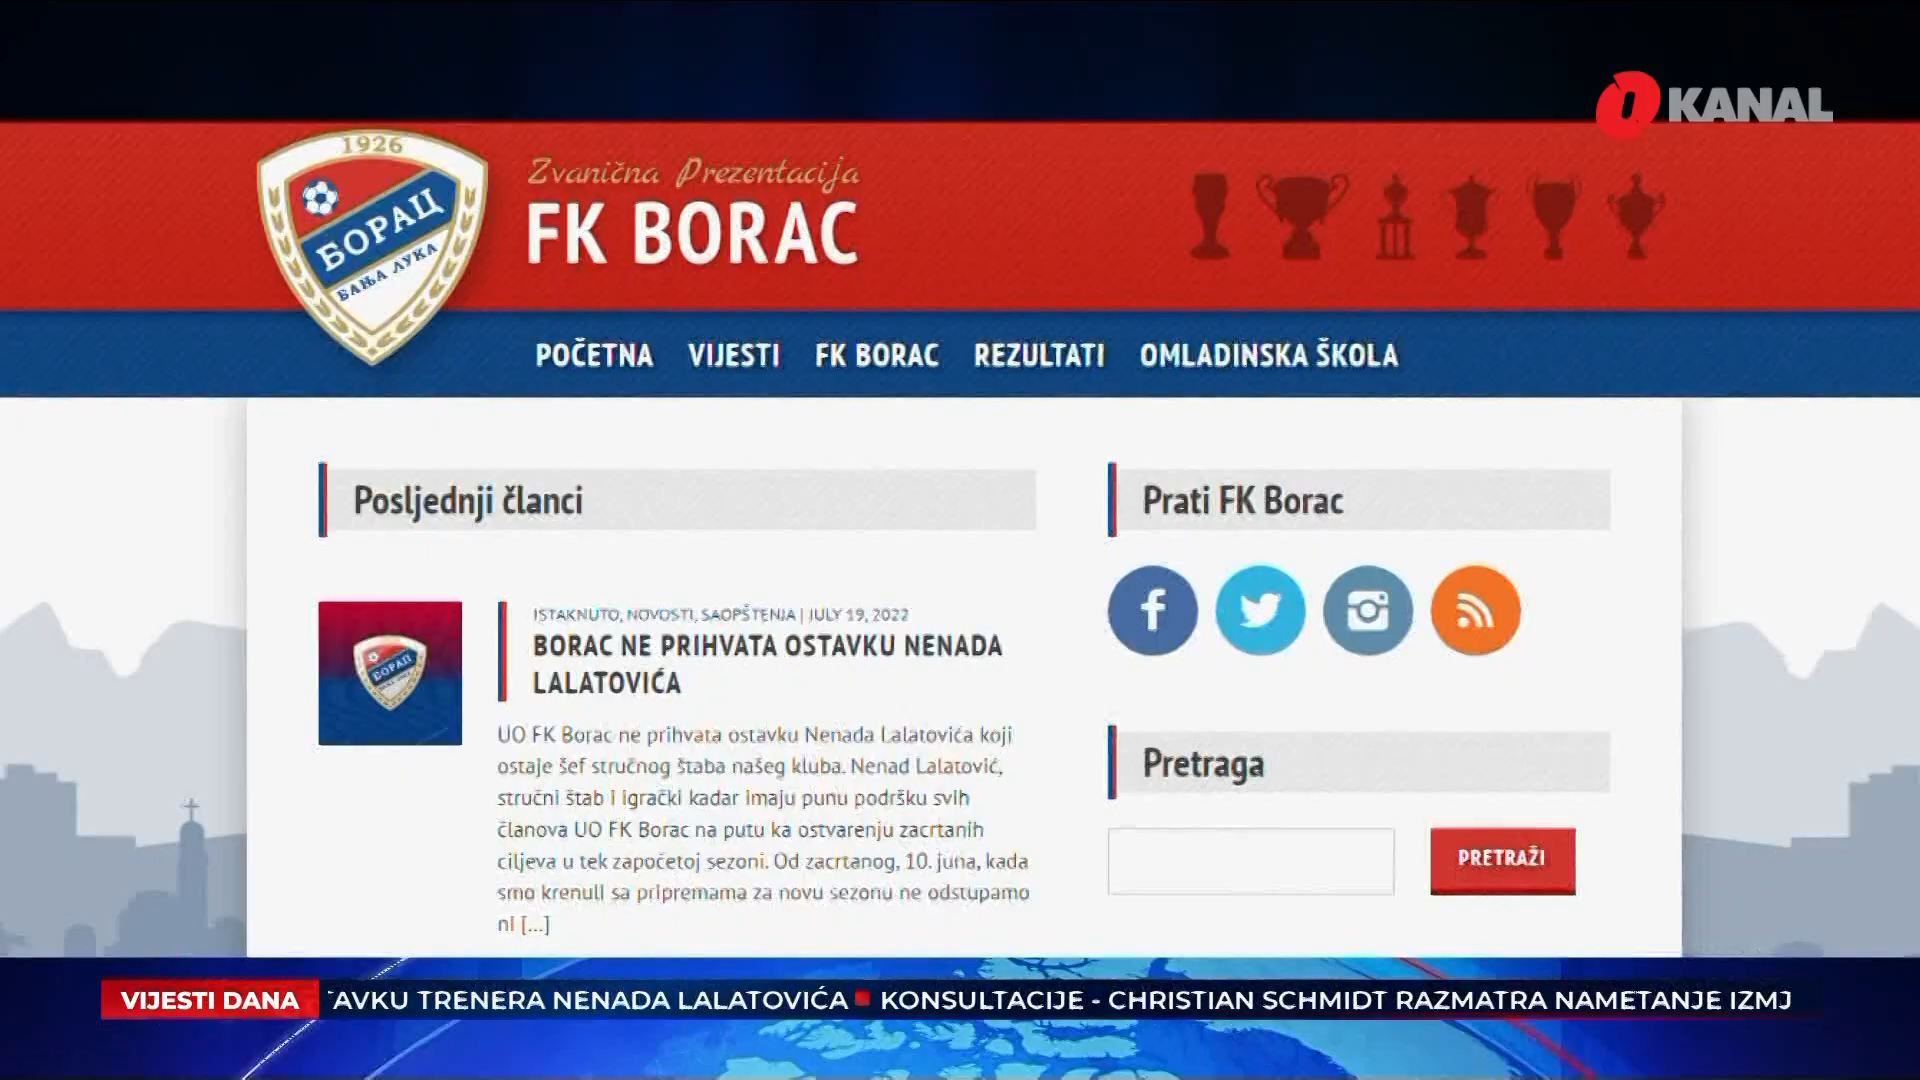 O KANAL
1926
БОРАЦ
БАЊА ЛУКА
Zvanična Prezentacija
FK BORAC
POČETNA VIJESTI FK BORAC REZULTATI OMLADINSKA ŠKOLA
Posljednji članci
ISTAKNUTO, NOVOSTI, SAOPŠTENJA | JULY 19, 2022
BORAC NE PRIHVATA OSTAVKU NENADA
LALATOVIĆA
БОРАЦ
UO FK Borac ne prihvata ostavku Nenada Lalatovića koji
ostaje šef stručnog štaba našeg kluba. Nenad Lalatović,
stručni štab i igrački kadar imaju punu podršku svih
članova UO FK Borac na putu ka ostvarenju zacrtanih
ciljeva u tek započetoj sezoni. Od zacrtanog, 10. juna, kada
smo krenuli sa pripremama za novu sezonu ne odstupamo
ni [...]
Prati FK Borac
Pretraga
PRETRAŽI
VIJESTI DANA TAVKU TRENERA NENADA LALATOVIĆA KONSULTACIJE - CHRISTIAN SCHMIDT RAZMATRA NAMETANJE IZMJ